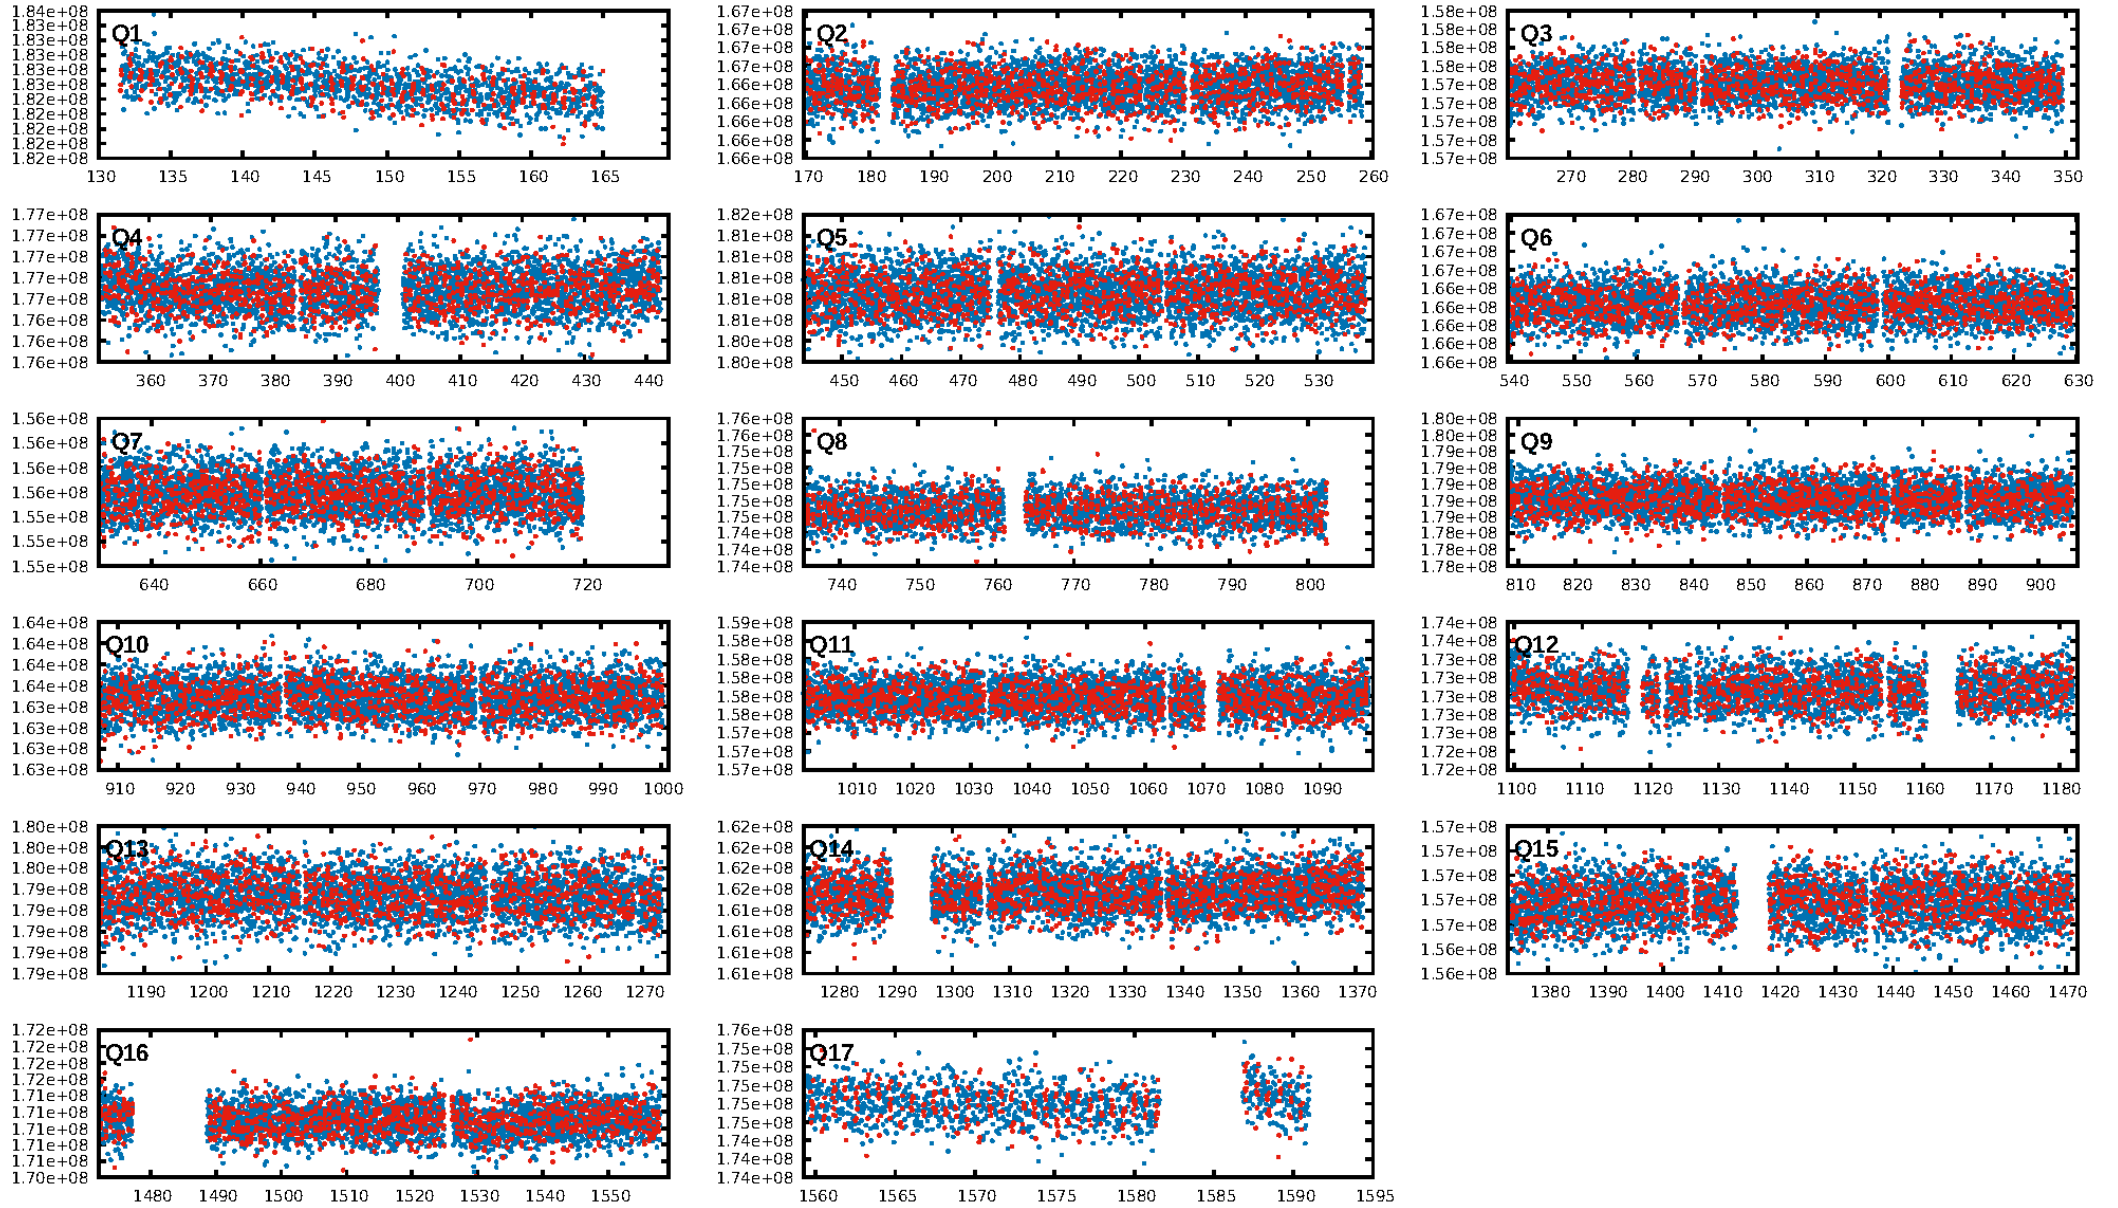 Q1
1.84e+08
1.83e+08
1.83e+08
1.83e+08
1.83e+08
1.83e+08
1.82e+08
1.82e+08
1.82e+08
1.82e+08
1.82e+08
130 135 140 145 150 155 160 165
Q2
1.67e+08
1.67e+08
1.67e+08
1.67e+08
1.66e+08
1.66e+08
1.66e+08
1.66e+08
1.66e+08
170 180 190 200 210 220 230 240 250 260
Q3
1.58e+08
1.58e+08
1.58e+08
1.58e+08
1.57e+08
1.57e+08
1.57e+08
1.57e+08
1.57e+08
270 280 290 300 310 320 330 340 350
Q4
1.77e+08
1.77e+08
1.77e+08
1.77e+08
1.77e+08
1.76e+08
1.76e+08
1.76e+08
360 370 380 390 400 410 420 430 440
Q5
1.82e+08
1.81e+08
1.81e+08
1.81e+08
1.81e+08
1.81e+08
1.80e+08
1.80e+08
450 460 470 480 490 500 510 520 530
Q6
1.67e+08
1.67e+08
1.67e+08
1.67e+08
1.66e+08
1.66e+08
1.66e+08
1.66e+08
1.66e+08
540 550 560 570 580 590 600 610 620 630
Q7
1.56e+08
1.56e+08
1.56e+08
1.56e+08
1.55e+08
1.55e+08
1.55e+08
640 660 680 700 720
Q8
1.76e+08
1.76e+08
1.75e+08
1.75e+08
1.75e+08
1.75e+08
1.75e+08
1.74e+08
1.74e+08
1.74e+08
740 750 760 770 780 790 800
Q9
1.80e+08
1.80e+08
1.79e+08
1.79e+08
1.79e+08
1.79e+08
1.79e+08
1.78e+08
1.78e+08
1.78e+08
810 820 830 840 850 860 870 880 890 900
Q10
1.64e+08
1.64e+08
1.64e+08
1.64e+08
1.63e+08
1.63e+08
1.63e+08
1.63e+08
910 920 930 940 950 960 970 980 990 1000
Q11
1.59e+08
1.58e+08
1.58e+08
1.58e+08
1.58e+08
1.58e+08
1.57e+08
1.57e+08
1.57e+08
1010 1020 1030 1040 1050 1060 1070 1080 1090
Q12
1.74e+08
1.74e+08
1.73e+08
1.73e+08
1.73e+08
1.73e+08
1.73e+08
1.72e+08
1.72e+08
1100 1110 1120 1130 1140 1150 1160 1170 1180
Q13
1.80e+08
1.80e+08
1.80e+08
1.79e+08
1.79e+08
1.79e+08
1.79e+08
1.79e+08
1190 1200 1210 1220 1230 1240 1250 1260 1270
Q14
1.62e+08
1.62e+08
1.62e+08
1.62e+08
1.61e+08
1.61e+08
1.61e+08
1.61e+08
1280 1290 1300 1310 1320 1330 1340 1350 1360 1370
Q15
1.57e+08
1.57e+08
1.57e+08
1.57e+08
1.57e+08
1.56e+08
1.56e+08
1380 1390 1400 1410 1420 1430 1440 1450 1460 1470
Q16
1.72e+08
1.72e+08
1.72e+08
1.72e+08
1.71e+08
1.71e+08
1.71e+08
1.71e+08
1.71e+08
1.70e+08
1480 1490 1500 1510 1520 1530 1540 1550
Q17
1.76e+08
1.75e+08
1.75e+08
1.75e+08
1.75e+08
1.75e+08
1.74e+08
1.74e+08
1.74e+08
1560 1565 1570 1575 1580 1585 1590 1595